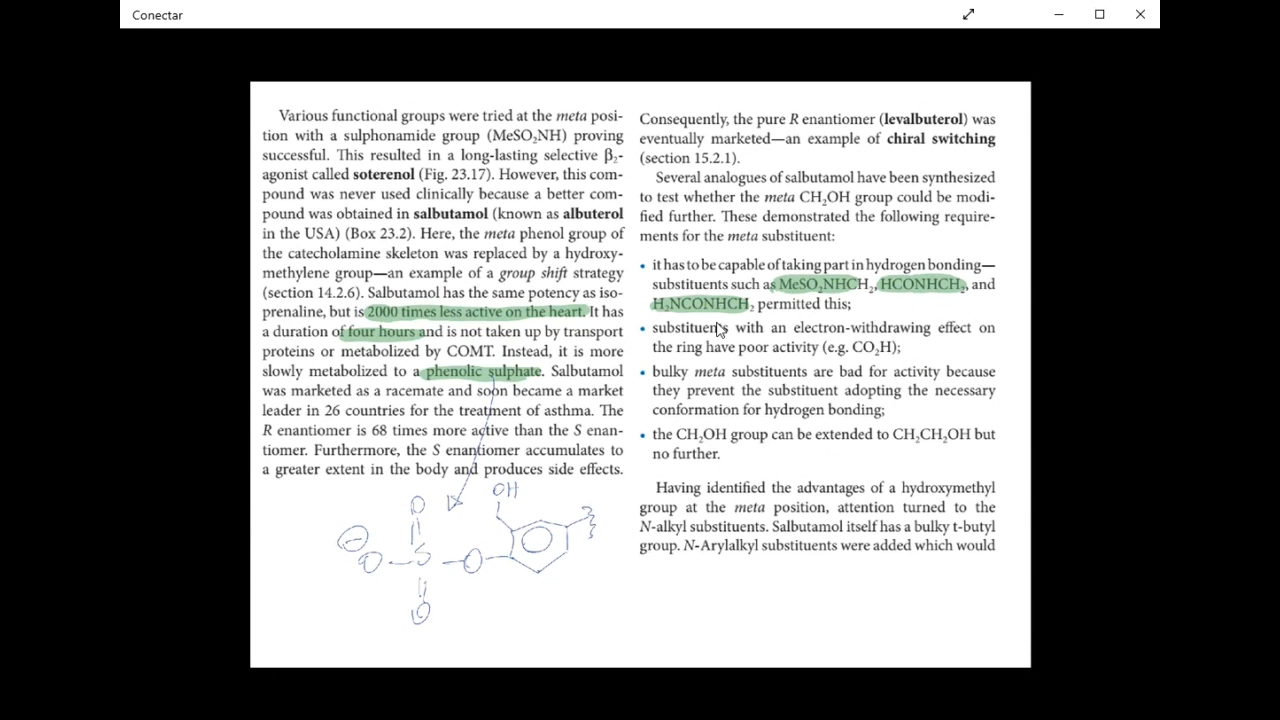 Conectar
Various functional groups were tried at the meta posi-
tion with a sulphonamide group (MeSO₂NH) proving
successful. This resulted in a long-lasting selective β₂-
agonist called soterenol (Fig. 23.17). However, this com-
pound was never used clinically because a better com-
pound was obtained in salbutamol (known as albuterol
in the USA) (Box 23.2). Here, the meta phenol group of
the catecholamine skeleton was replaced by a hydroxy-
methylene group—an example of a group shift strategy
(section 14.2.6). Salbutamol has the same potency as iso-
prenaline, but is 2000 times less active on the heart. It has
a duration of four hours and is not taken up by transport
proteins or metabolized by COMT. Instead, it is more
slowly metabolized to a phenolic sulphate. Salbutamol
was marketed as a racemate and soon became a market
leader in 26 countries for the treatment of asthma. The
R enantiomer is 68 times more active than the S enan-
tiomer. Furthermore, the S enantiomer accumulates to
a greater extent in the body and produces side effects.
OH
O
O S O
O
Consequently, the pure R enantiomer (levalbuterol) was
eventually marketed—an example of chiral switching
(section 15.2.1).
Several analogues of salbutamol have been synthesized
to test whether the meta CH₂OH group could be modi-
fied further. These demonstrated the following require-
ments for the meta substituent:
• it has to be capable of taking part in hydrogen bonding—
substituents such as MeSO₂NHCH₂, HCONHCH₂, and
H₂NCONHCH₂ permitted this;
• substituents with an electron-withdrawing effect on
the ring have poor activity (e.g. CO₂H);
• bulky meta substituents are bad for activity because
they prevent the substituent adopting the necessary
conformation for hydrogen bonding;
• the CH₂OH group can be extended to CH₂CH₂OH but
no further.
Having identified the advantages of a hydroxymethyl
group at the meta position, attention turned to the
N-alkyl substituents. Salbutamol itself has a bulky t-butyl
group. N-Arylalkyl substituents were added which would